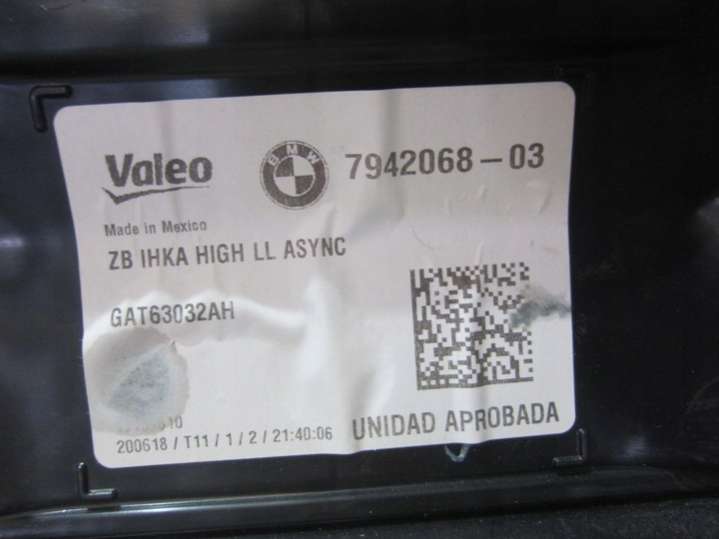 Valeo BMW 7942068-03
Made in Mexico
ZB IHKA HIGH LL ASYNC
GAT63032AH
200618 / T11 / 1 / 2 / 21:40:06
UNIDAD APROBADA